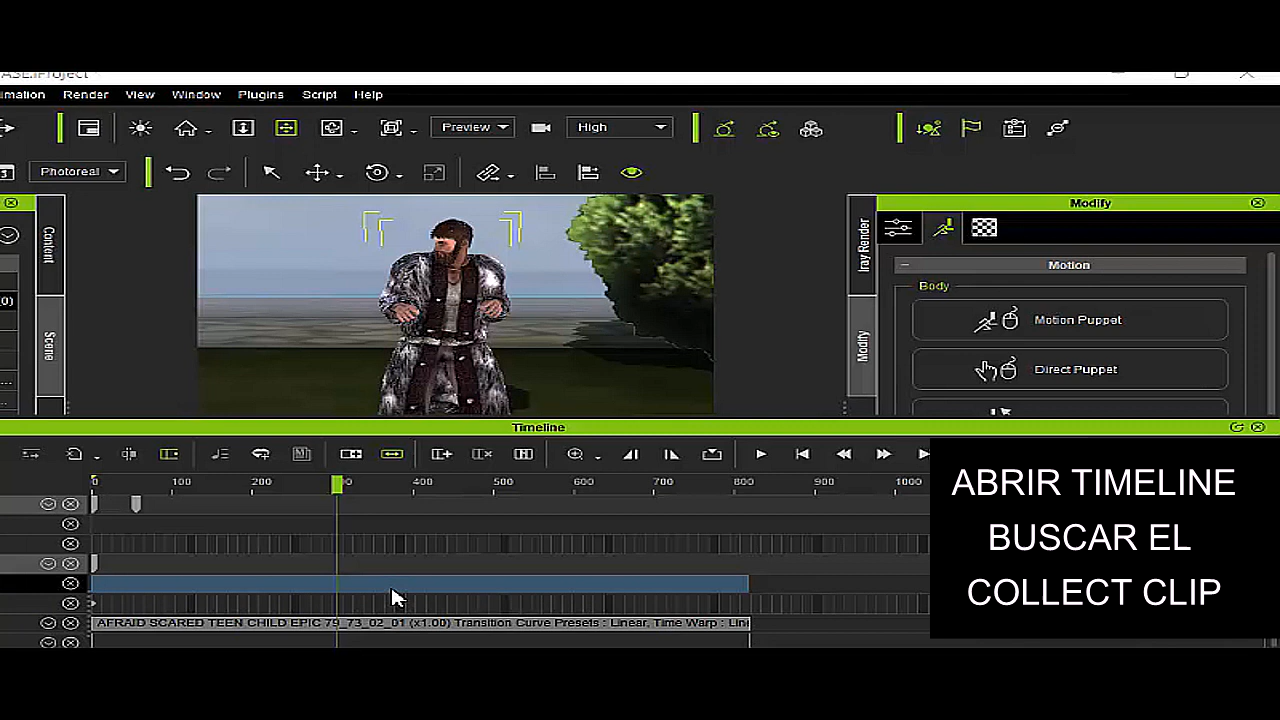 ASE.iProject
imation Render View Window Plugins Script Help
Preview High
Photoreal
Content
Scene
Iray Render
Modify
Modify
Motion
Body
Motion Puppet
Direct Puppet
Timeline
0 100 200 400 500 600 700 800 900 1000
AFRAID SCARED TEEN CHILD EPIC 79_73_02_01 (x1.00) Transition Curve Presets : Linear, Time Warp : Lin
ABRIR TIMELINE
BUSCAR EL
COLLECT CLIP